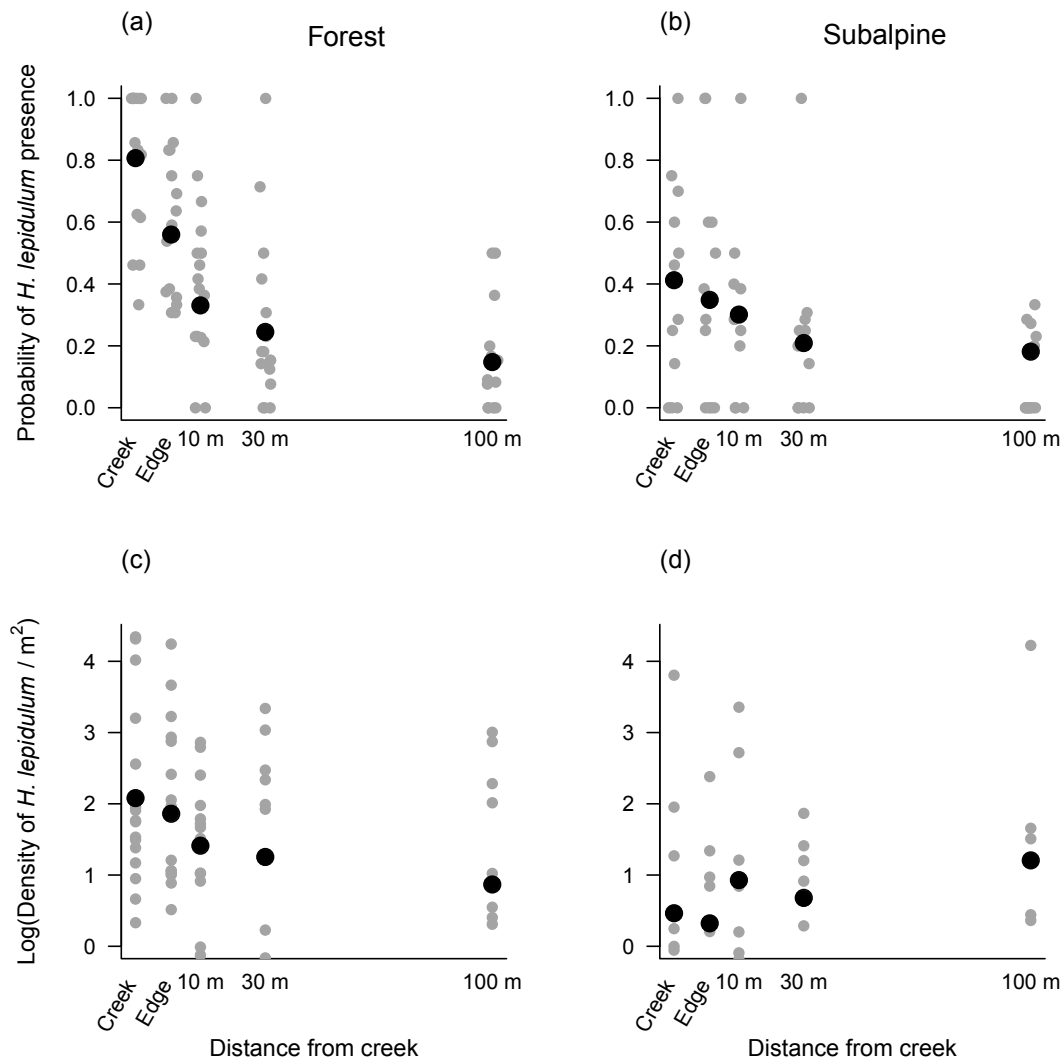 (a)
Forest
(b)
Subalpine
Probability of H. lepidulum presence
1.0
0.8
0.6
0.4
0.2
0.0
Creek Edge 10 m 30 m 100 m
1.0
0.8
0.6
0.4
0.2
0.0
Creek Edge 10 m 30 m 100 m
(c)
(d)
Log(Density of H. lepidulum / m²)
4
3
2
1
0
Creek Edge 10 m 30 m 100 m
Distance from creek
4
3
2
1
0
Creek Edge 10 m 30 m 100 m
Distance from creek